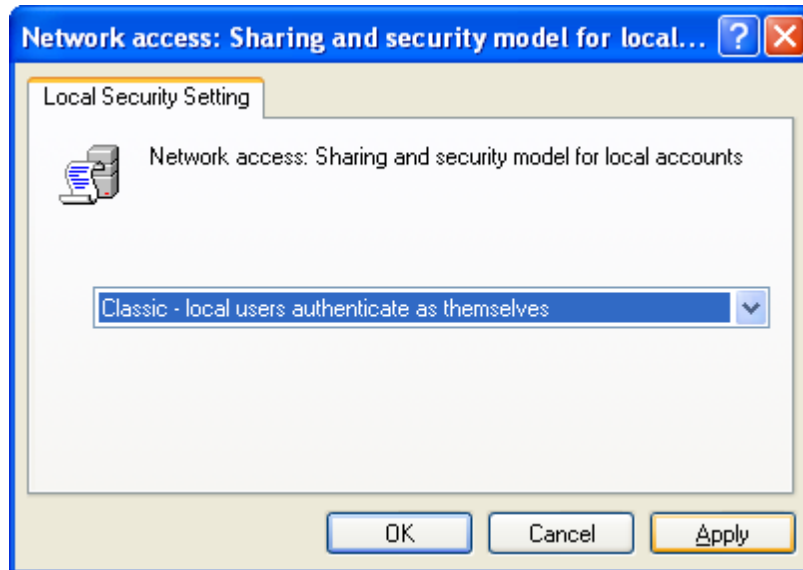 Network access: Sharing and security model for local...
Local Security Setting
Network access: Sharing and security model for local accounts
Classic - local users authenticate as themselves
OK
Cancel
Apply